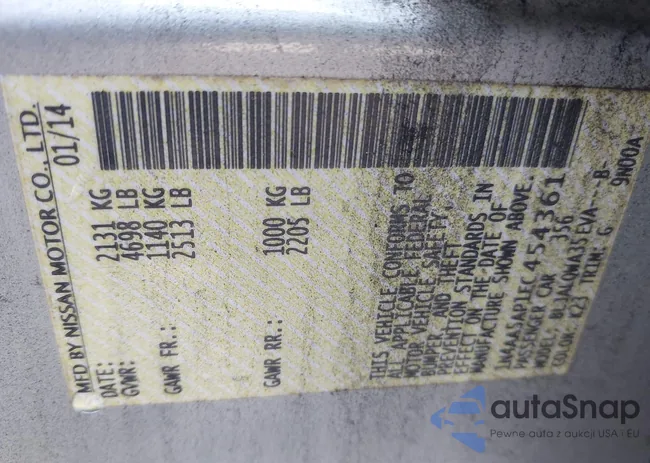 MFD BY NISSAN MOTOR CO., LTD.
DATE: 01/14
GVWR: 2131 KG
4698 LB
GAWR FR.: 1140 KG
2513 LB
GAWR RR.: 1000 KG
2205 LB
THIS VEHICLE CONFORMS TO
ALL APPLICABLE FEDERAL
MOTOR VEHICLE SAFETY,
BUMPER, AND THEFT
PREVENTION STANDARDS IN
EFFECT ON THE DATE OF
MANUFACTURE SHOWN ABOVE.
1N4AA5AP1EC454361
PASSENGER CAR 356
MODEL: BLJALQWA35EVA---B-
COLOR: K23 TRIM: G 9N00A
autaSnap
Pewne auta z aukcji USA i EU